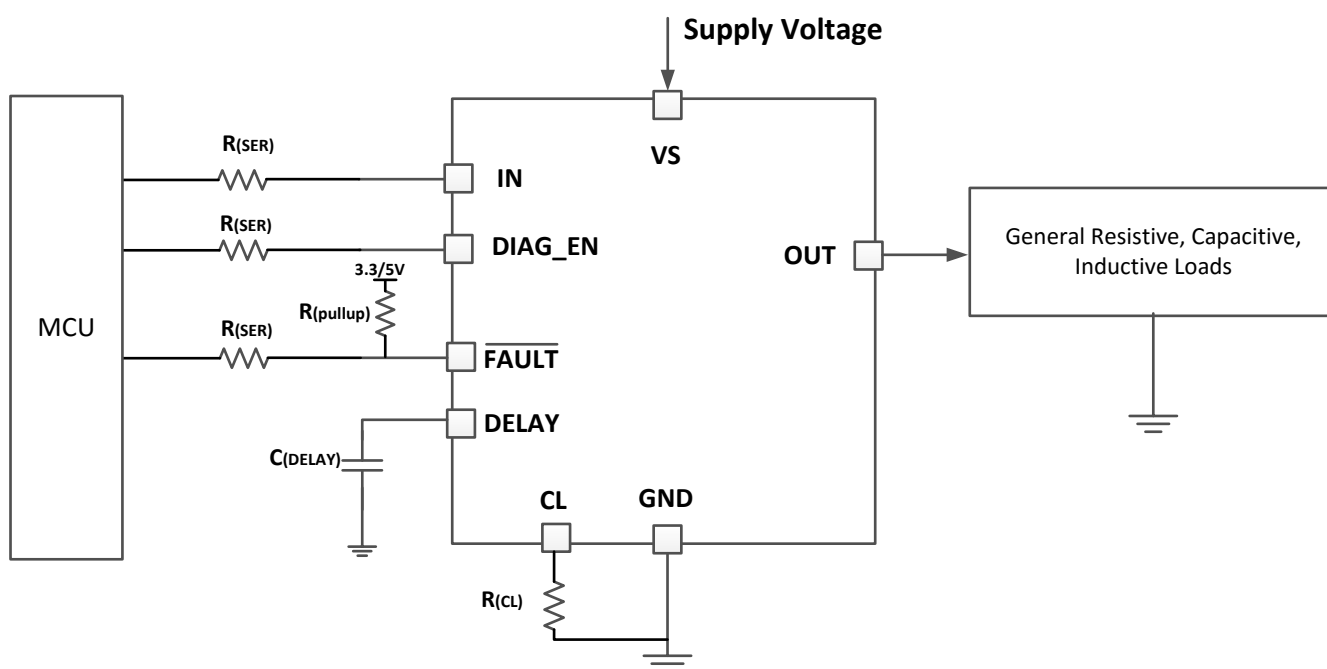 Supply Voltage
MCU
R(SER)
IN
VS
R(SER)
DIAG_EN
3.3/5V
R(pullup)
R(SER)
FAULT
DELAY
C(DELAY)
OUT
General Resistive, Capacitive,
Inductive Loads
CL
GND
R(CL)